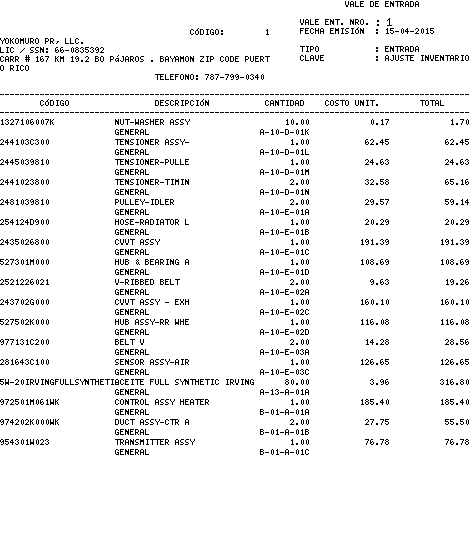 VALE DE ENTRADA
CÓDIGO: 1 VALE ENT. NRO. : 1
FECHA EMISIÓN : 15-04-2015
YOKOMURO PR, LLC.
LIC / SSN: 66-0835392 TIPO : ENTRADA
CARR # 167 KM 19.2 BO PáJAROS . BAYAMON ZIP CODE PUERT CLAVE : AJUSTE INVENTARIO
O RICO
TELEFONO: 787-799-0340
CóDIGO DESCRIPCIÓN CANTIDAD COSTO UNIT. TOTAL
1327106007K NUT-WASHER ASSY 10.00 0.17 1.70
GENERAL A-10-D-01K
244103C300 TENSIONER ASSY- 1.00 62.45 62.45
GENERAL A-10-D-01L
2445039810 TENSIONER-PULLE 1.00 24.63 24.63
GENERAL A-10-D-01M
2441023800 TENSIONER-TIMIN 2.00 32.58 65.16
GENERAL A-10-D-01N
2481039810 PULLEY-IDLER 2.00 29.57 59.14
GENERAL A-10-E-01A
254124D900 HOSE-RADIATOR L 1.00 20.29 20.29
GENERAL A-10-E-01B
2435026800 CVVT ASSY 1.00 191.39 191.39
GENERAL A-10-E-01C
527301M000 HUB & BEARING A 1.00 108.69 108.69
GENERAL A-10-E-01D
2521226021 V-RIBBED BELT 2.00 9.63 19.26
GENERAL A-10-E-02A
243702G000 CVVT ASSY - EXH 1.00 160.10 160.10
GENERAL A-10-E-02C
527502K000 HUB ASSY-RR WHE 1.00 116.08 116.08
GENERAL A-10-E-02D
977131C200 BELT V 2.00 14.28 28.56
GENERAL A-10-E-03A
281643C100 SENSOR ASSY-AIR 1.00 126.65 126.65
GENERAL A-10-E-03C
5W-20IRVINGFULLSYNTHETIACEITE FULL SYNTHETIC IRVING 80.00 3.96 316.80
GENERAL A-13-A-01A
972501M061WK CONTROL ASSY HEATER 1.00 185.40 185.40
GENERAL B-01-A-01A
974202K000WK DUCT ASSY-CTR A 2.00 27.75 55.50
GENERAL B-01-A-01B
954301W023 TRANSMITTER ASSY 1.00 76.78 76.78
GENERAL B-01-A-01C